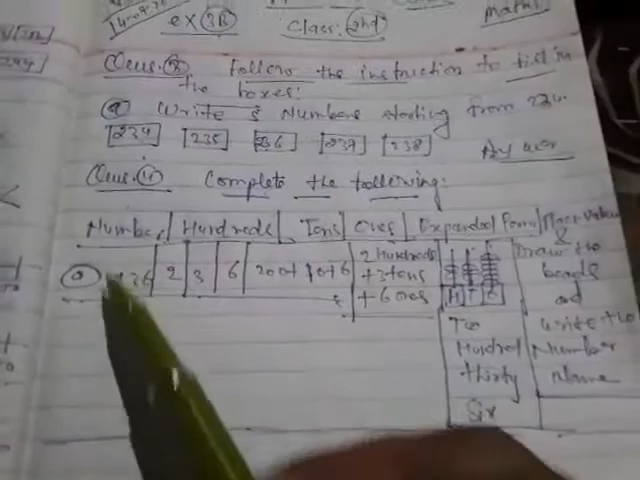 ex 3B Class: 2nd Maths
Ques. 3 Follow the instruction to fill in
the boxes:
a Write 5 Numbers starting from 234.
234 235 236 237 238
Ques. 4 Complete the following:
Number Hundreds Tens Ones Expanded Form Place value
&
a 236 2 3 6 200+ 6 2 Hundreds Draw the
+ 3 tens beads
+ 6 ones H T and
Two write the
Hundred Number
thirty Name
Six